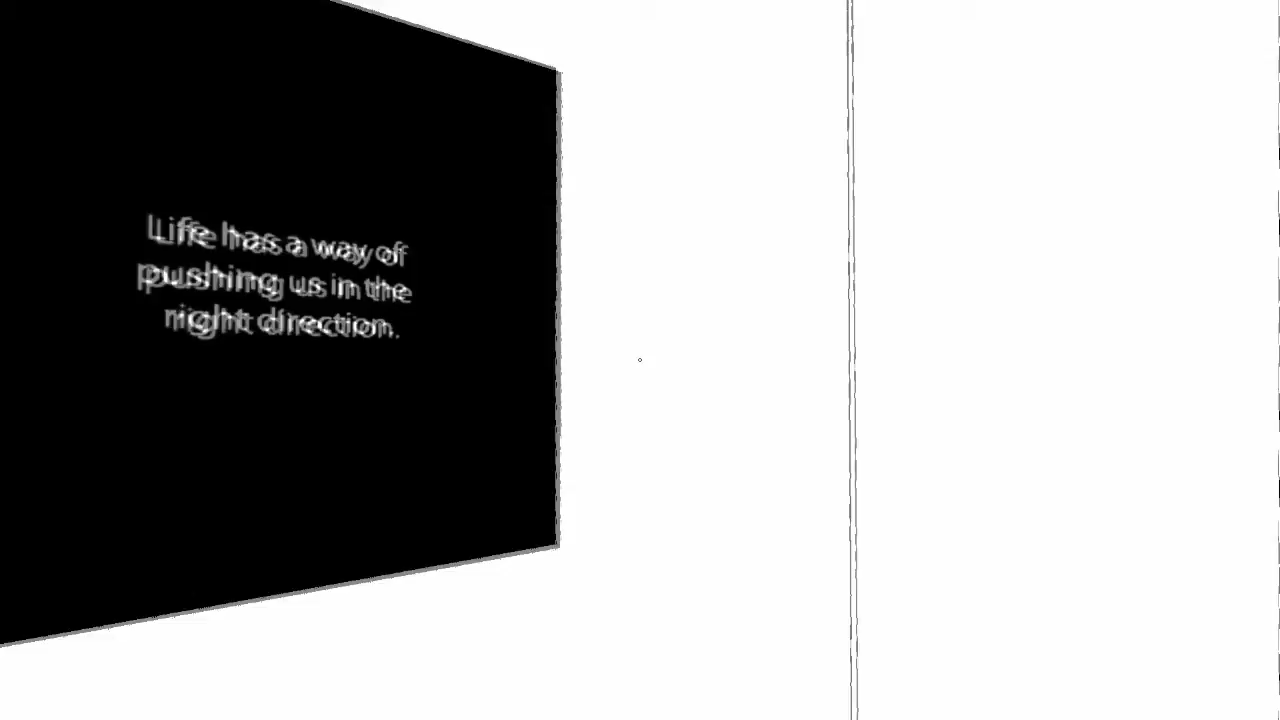 Life has a way of
pushing us in the
right direction.